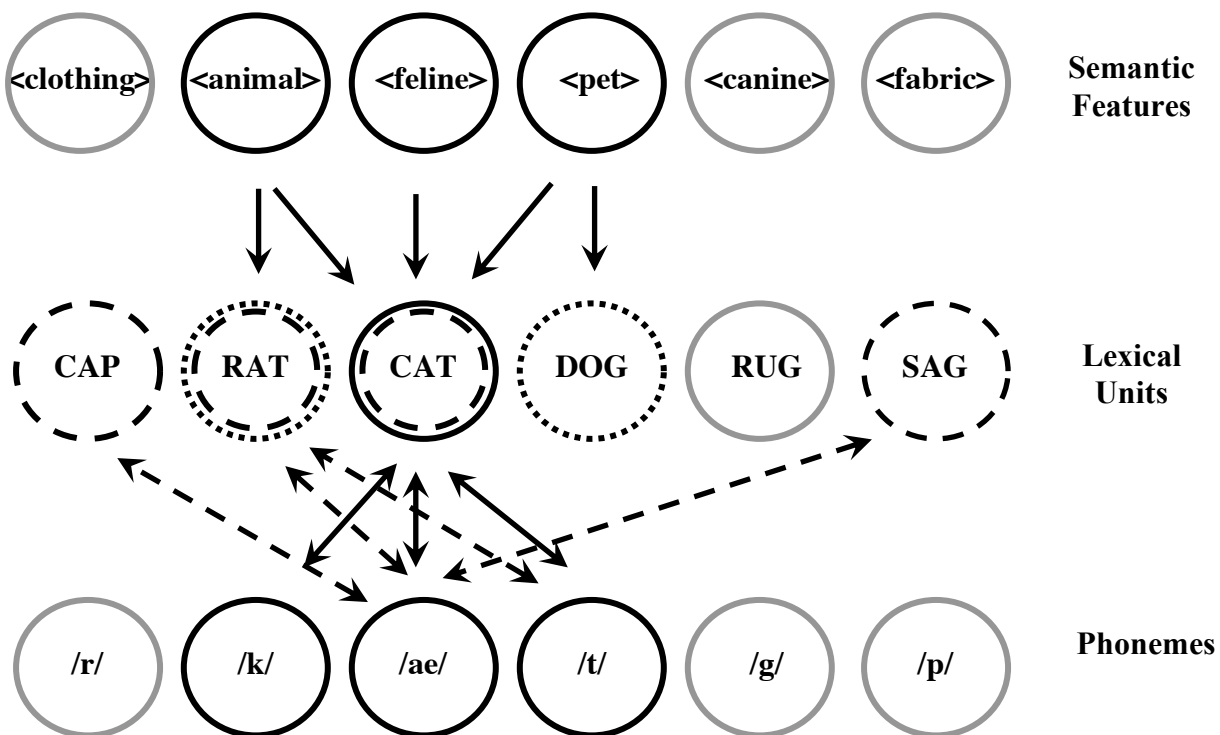 <clothing> <animal> <feline> <pet> <canine> <fabric>
Semantic
Features
CAP RAT CAT DOG RUG SAG
Lexical
Units
/r/ /k/ /ae/ /t/ /g/ /p/
Phonemes